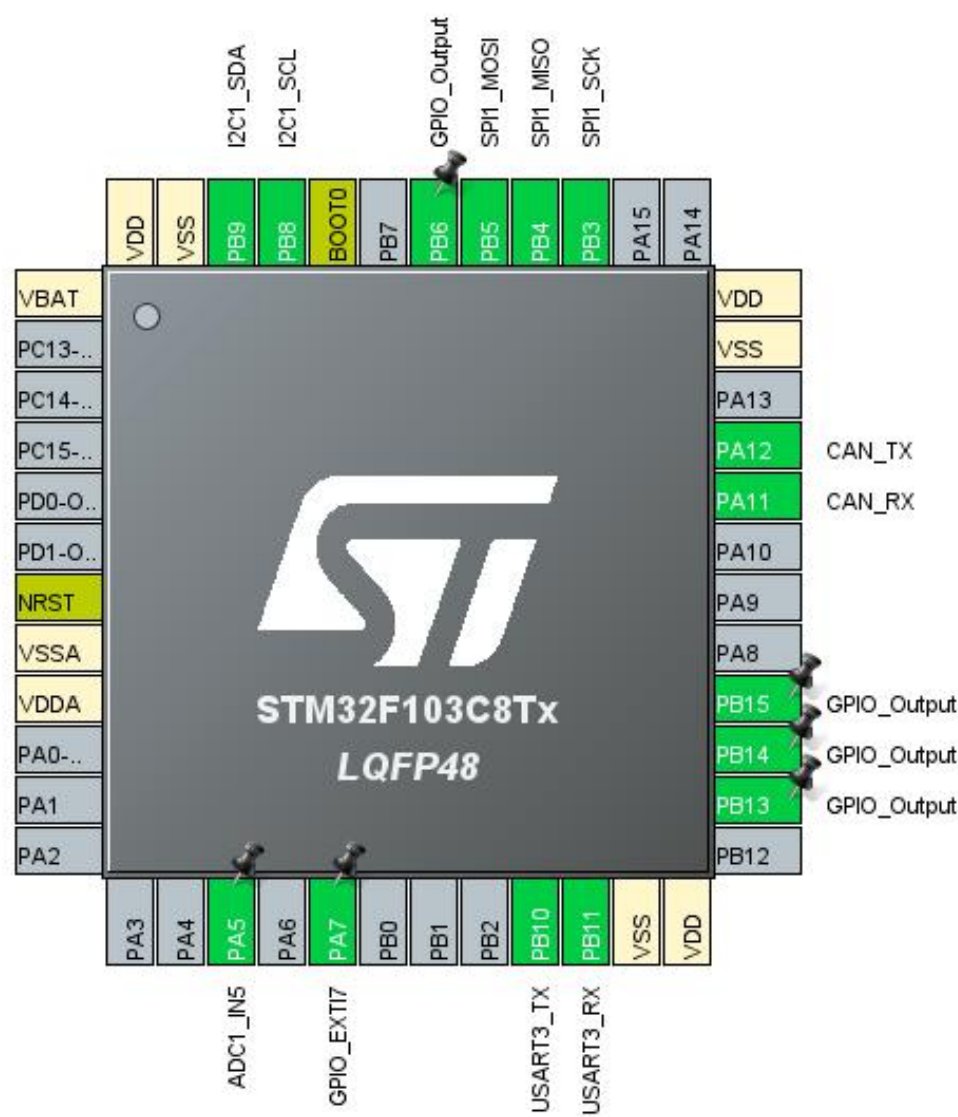 I2C1_SDA
I2C1_SCL
GPIO_Output
SPI1_MOSI
SPI1_MISO
SPI1_SCK
VDD
VSS
PB9
PB8
BOOT0
PB7
PB6
PB5
PB4
PB3
PA15
PA14
VBAT
PC13-..
PC14-..
PC15-..
PD0-O..
PD1-O..
NRST
VSSA
VDDA
PA0-..
PA1
PA2
ST
STM32F103C8Tx
LQFP48
VDD
VSS
PA13
PA12 CAN_TX
PA11 CAN_RX
PA10
PA9
PA8
PB15 GPIO_Output
PB14 GPIO_Output
PB13 GPIO_Output
PB12
PA3
PA4
PA5
PA6
PA7
PB0
PB1
PB2
PB10
PB11
VSS
VDD
ADC1_IN5
GPIO_EXTI7
USART3_TX
USART3_RX